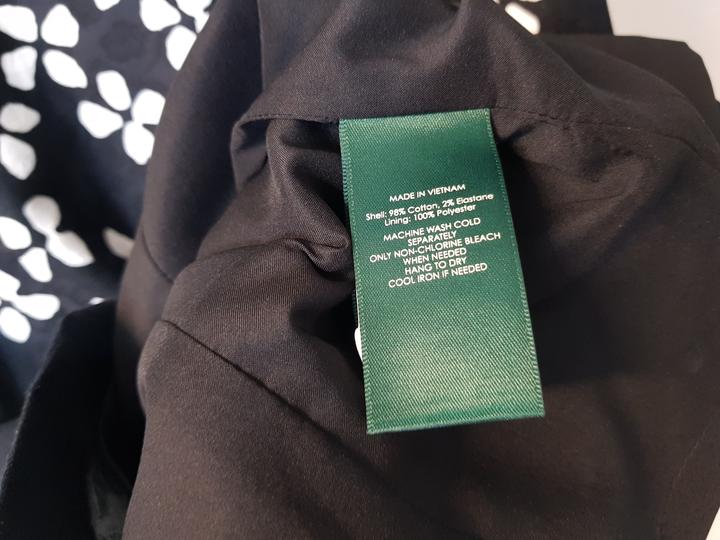 MADE IN VIETNAM
Shell: 98% Cotton, 2% Elastane
Lining: 100% Polyester
MACHINE WASH COLD
SEPARATELY
ONLY NON-CHLORINE BLEACH
WHEN NEEDED
HANG TO DRY
COOL IRON IF NEEDED